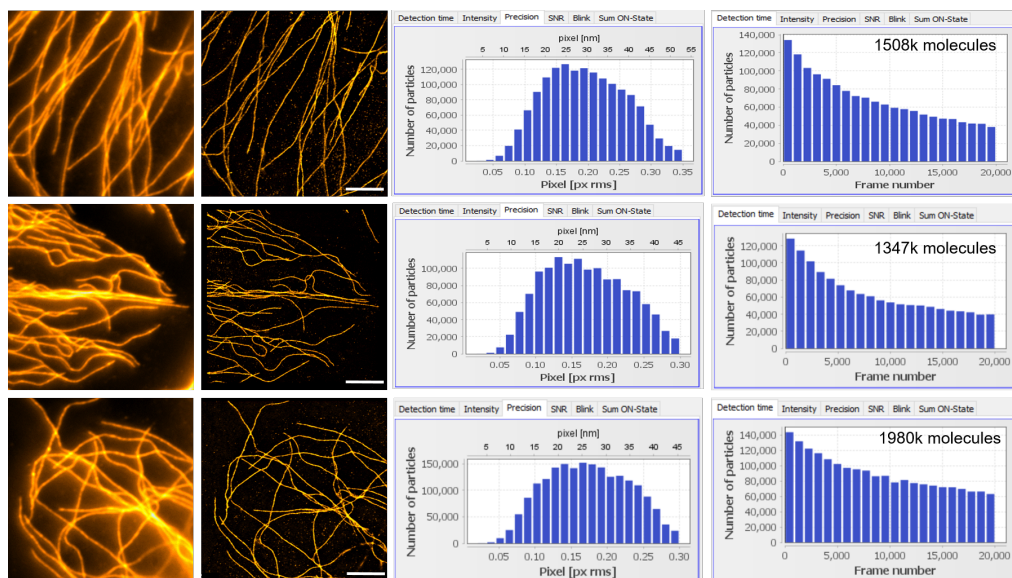 Detection time Intensity Precision SNR Blink Sum ON-State
pixel [nm]
5 10 15 20 25 30 35 40 45 50 55
Number of particles
120,000
100,000
80,000
60,000
40,000
20,000
0
0.05 0.10 0.15 0.20 0.25 0.30 0.35
Pixel [px rms]
Detection time Intensity Precision SNR Blink Sum ON-State
1508k molecules
Number of particles
140,000
120,000
100,000
80,000
60,000
40,000
20,000
0
0 5,000 10,000 15,000 20,000
Frame number
Detection time Intensity Precision SNR Blink Sum ON-State
pixel [nm]
5 10 15 20 25 30 35 40 45
Number of particles
100,000
80,000
60,000
40,000
20,000
0
0.05 0.10 0.15 0.20 0.25 0.30
Pixel [px rms]
Detection time Intensity Precision SNR Blink Sum ON-State
1347k molecules
Number of particles
120,000
100,000
80,000
60,000
40,000
20,000
0
0 5,000 10,000 15,000 20,000
Frame number
Detection time Intensity Precision SNR Blink Sum ON-State
pixel [nm]
5 10 15 20 25 30 35 40 45
Number of particles
150,000
100,000
50,000
0
0.05 0.10 0.15 0.20 0.25 0.30
Pixel [px rms]
Detection time Intensity Precision SNR Blink Sum ON-State
1980k molecules
Number of particles
140,000
120,000
100,000
80,000
60,000
40,000
20,000
0
0 5,000 10,000 15,000 20,000
Frame number